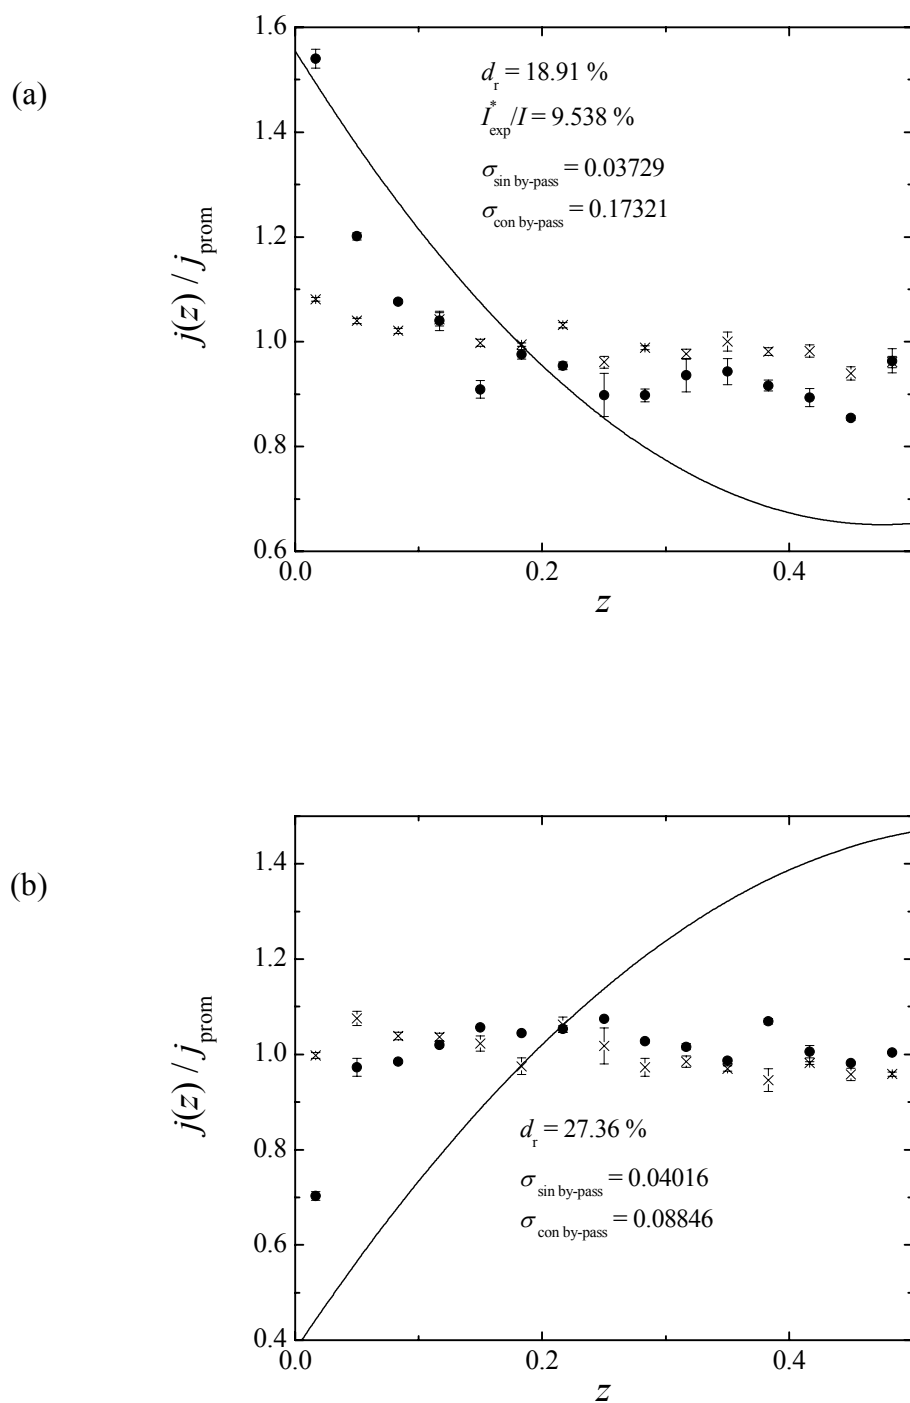 (a)
1.6
1.4
1.2
1.0
0.8
0.6
0.0 0.2 0.4
z
j(z) / j_prom
d_r = 18.91 %
I*_exp/I = 9.538 %
σ_sin by-pass = 0.03729
σ_con by-pass = 0.17321
(b)
1.4
1.2
1.0
0.8
0.6
0.4
0.0 0.2 0.4
z
j(z) / j_prom
d_r = 27.36 %
σ_sin by-pass = 0.04016
σ_con by-pass = 0.08846